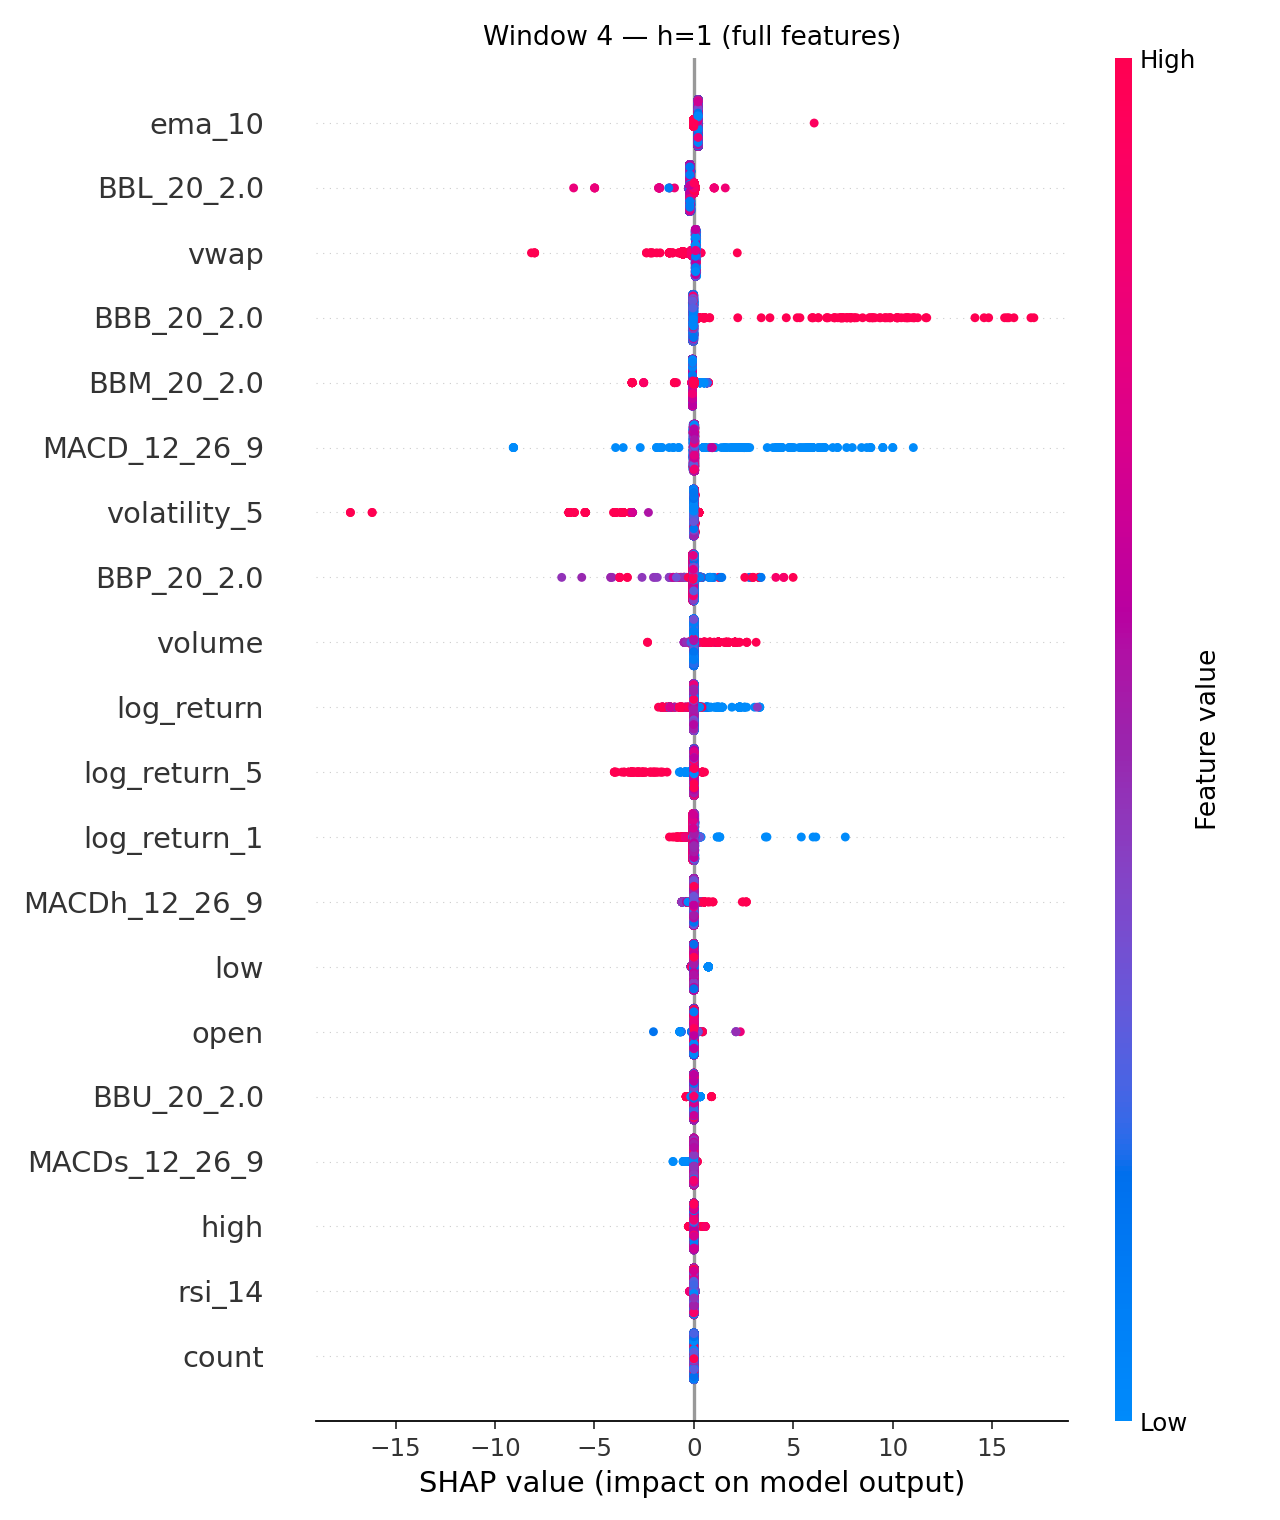 Window 4 — h=1 (full features)
High
ema_10
BBL_20_2.0
vwap
BBB_20_2.0
BBM_20_2.0
MACD_12_26_9
volatility_5
BBP_20_2.0
volume
log_return
log_return_5
log_return_1
MACDh_12_26_9
low
open
BBU_20_2.0
MACDs_12_26_9
high
rsi_14
count
Feature value
Low
−15 −10 −5 0 5 10 15
SHAP value (impact on model output)